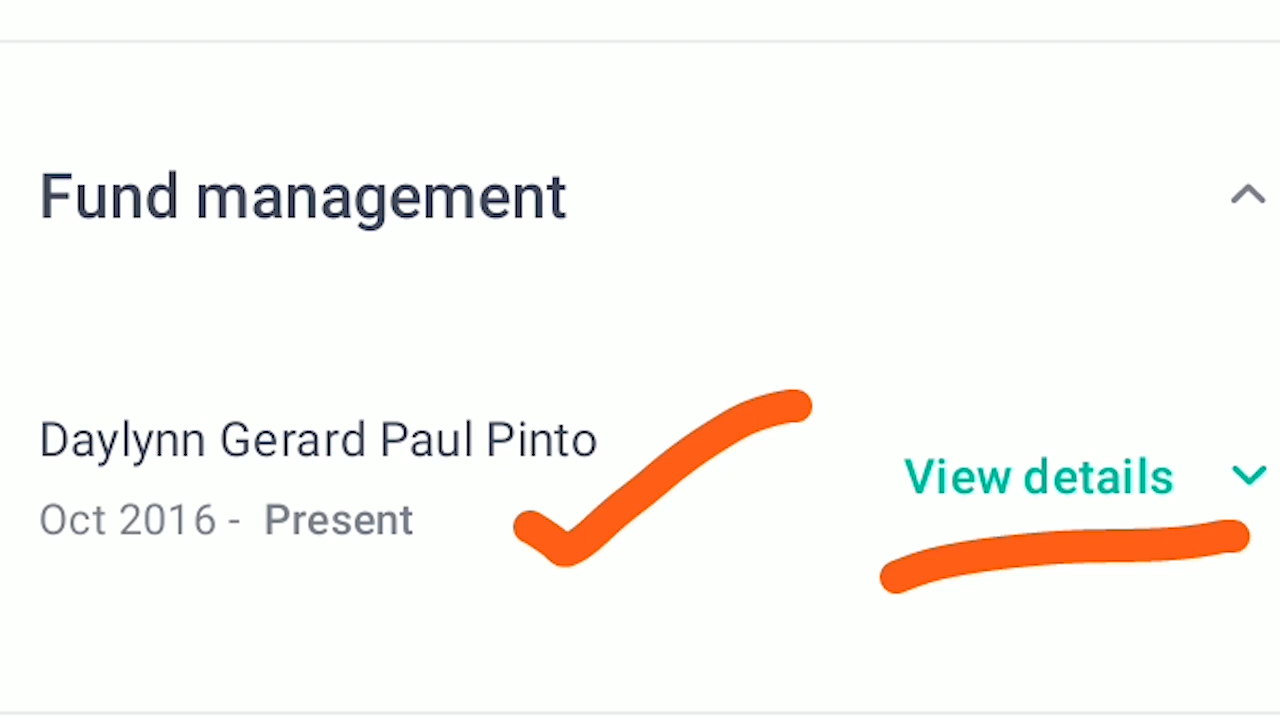 Fund management
Daylynn Gerard Paul Pinto
Oct 2016 - Present
View details